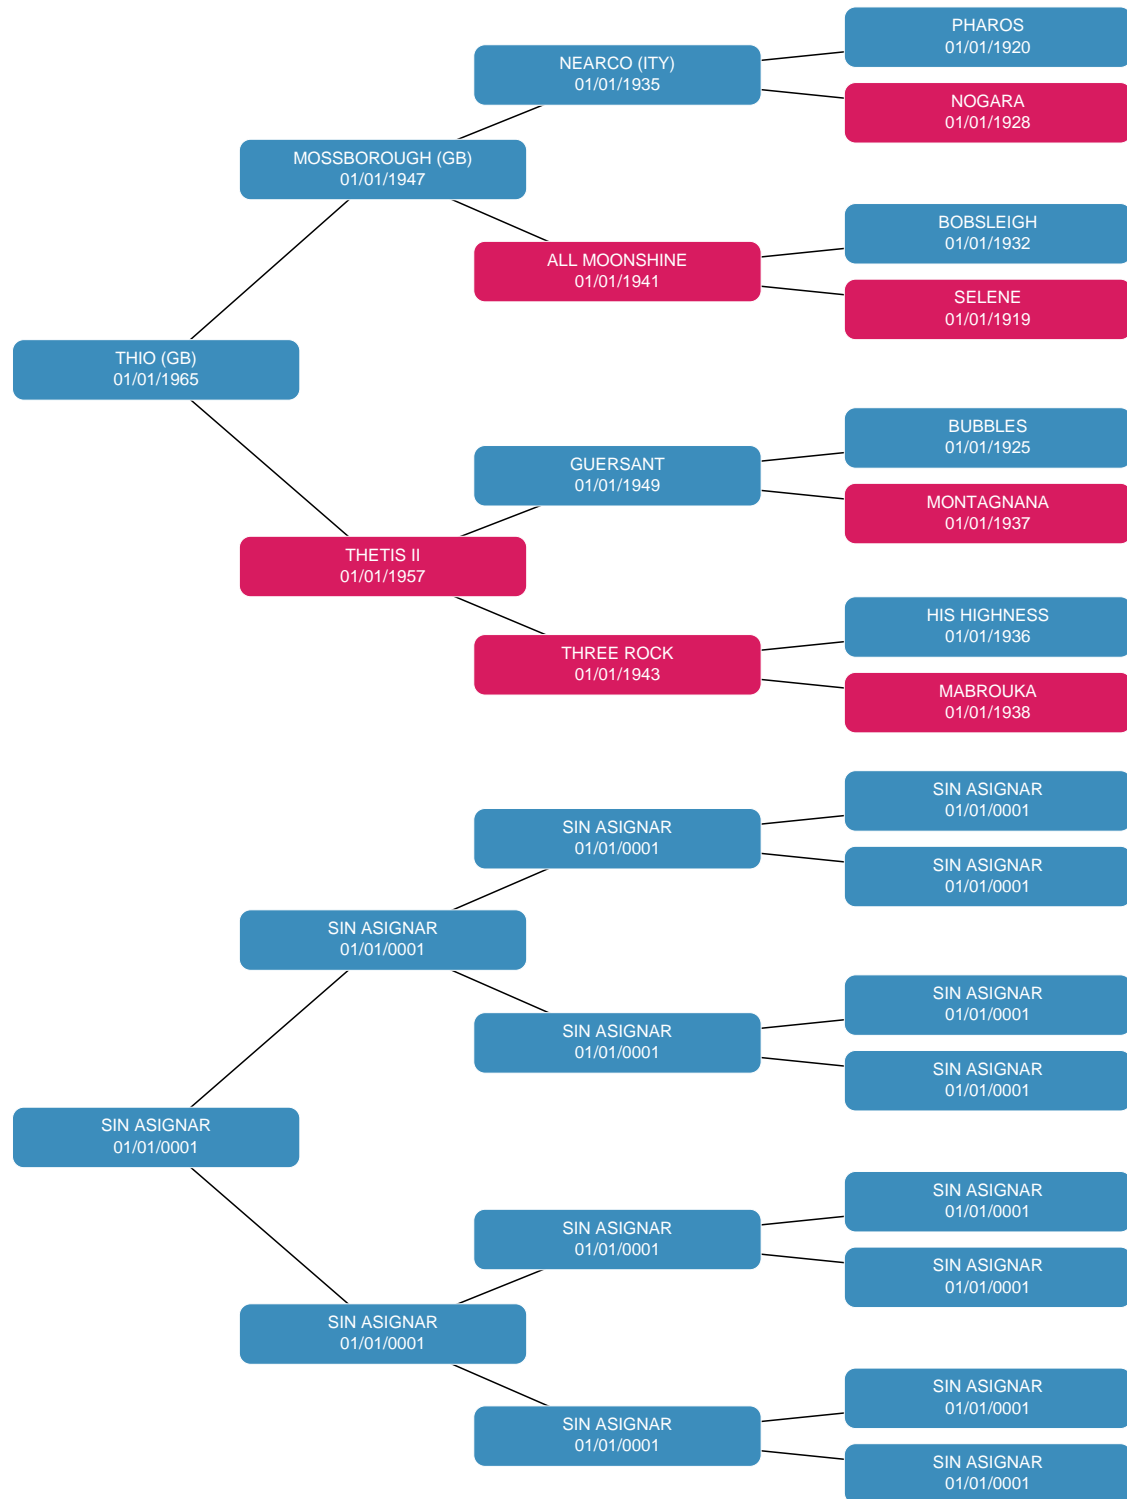 PHAROS
01/01/1920
NEARCO (ITY)
01/01/1935
NOGARA
01/01/1928
MOSSBOROUGH (GB)
01/01/1947
BOBSLEIGH
01/01/1932
ALL MOONSHINE
01/01/1941
SELENE
01/01/1919
THIO (GB)
01/01/1965
BUBBLES
01/01/1925
GUERSANT
01/01/1949
MONTAGNANA
01/01/1937
THETIS II
01/01/1957
HIS HIGHNESS
01/01/1936
THREE ROCK
01/01/1943
MABROUKA
01/01/1938
SIN ASIGNAR
01/01/0001
SIN ASIGNAR
01/01/0001
SIN ASIGNAR
01/01/0001
SIN ASIGNAR
01/01/0001
SIN ASIGNAR
01/01/0001
SIN ASIGNAR
01/01/0001
SIN ASIGNAR
01/01/0001
SIN ASIGNAR
01/01/0001
SIN ASIGNAR
01/01/0001
SIN ASIGNAR
01/01/0001
SIN ASIGNAR
01/01/0001
SIN ASIGNAR
01/01/0001
SIN ASIGNAR
01/01/0001
SIN ASIGNAR
01/01/0001
SIN ASIGNAR
01/01/0001